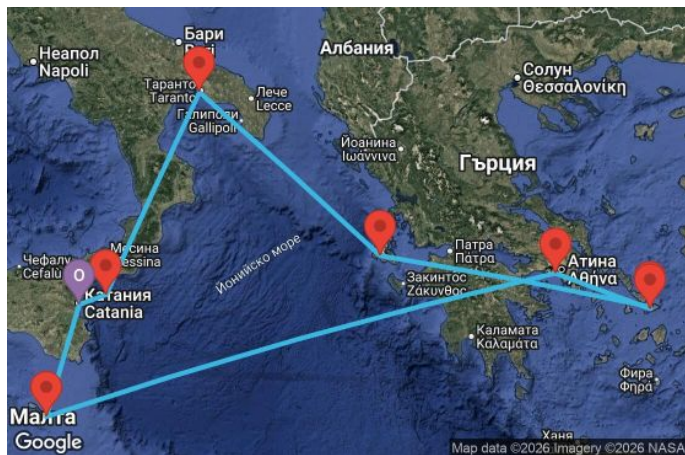 Неапол
Napoli
Бари
Албания
Солун
Θεσσαλονίκη
Таранто
Taranto
Лече
Lecce
Галиполи
Gallipoli
Йоанина
Ιωάννινα
Гърция
Йонийско море
Месина
Чефалу
Cefalù
O
Катания
Catania
Патра
Πάτρα
Атина
Αθήνα
Закинтос
Ζάκυνθος
Каламата
Καλαμάτα
Фира
Φηρά
Малта
Ханя
Google
Map data ©2026 Imagery ©2026 NASA